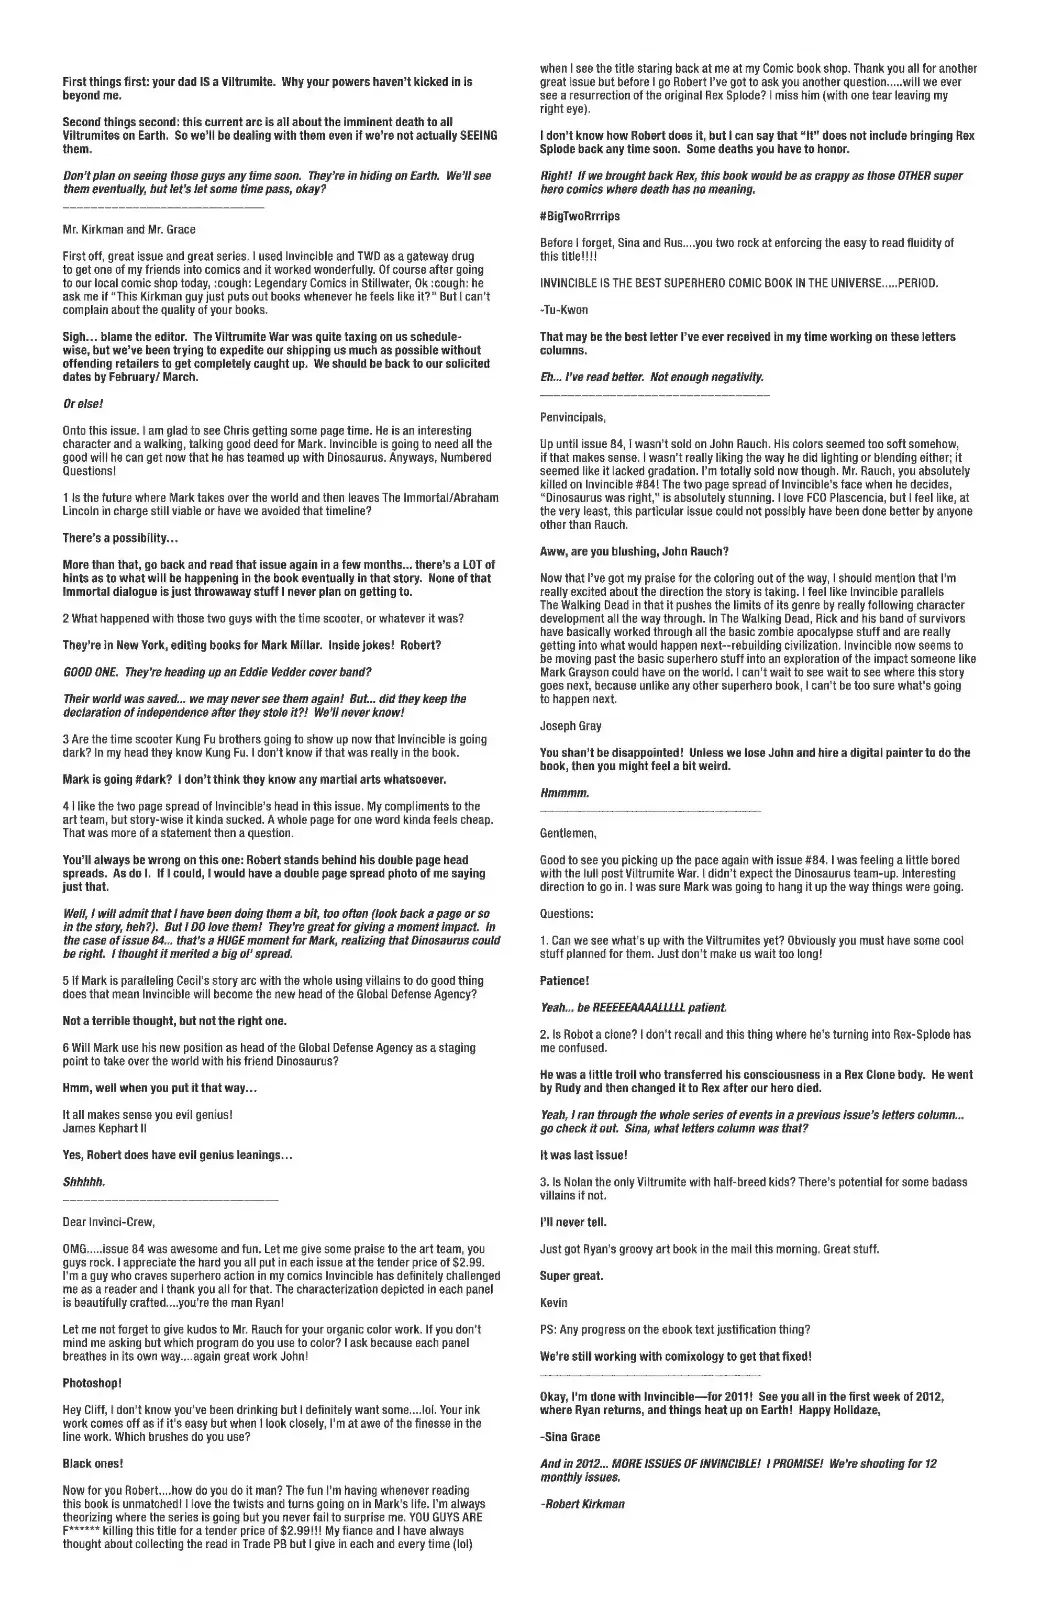 First things first: your dad IS a Viltrumite.  Why your powers haven't kicked in is
beyond me.
Second things second: this current arc is all about the imminent death to all
Viltrumites on Earth.  So we'll be dealing with them even if we're not actually SEEING
them.
Don't plan on seeing those guys any time soon.  They're in hiding on Earth.  We'll see
them eventually, but let's let some time pass, okay?
______________________________
Mr. Kirkman and Mr. Grace
First off, great issue and great series. I used Invincible and TWD as a gateway drug
to get one of my friends into comics and it worked wonderfully. Of course after going
to our local comic shop today, :cough: Legendary Comics in Stillwater, Ok :cough: he
ask me if "This Kirkman guy just puts out books whenever he feels like it?" But I can't
complain about the quality of your books.
Sigh... blame the editor.  The Viltrumite War was quite taxing on us schedule-
wise, but we've been trying to expedite our shipping us much as possible without
offending retailers to get completely caught up.  We should be back to our solicited
dates by February/ March.
Or else!
Onto this issue. I am glad to see Chris getting some page time. He is an interesting
character and a walking, talking good deed for Mark. Invincible is going to need all the
good will he can get now that he has teamed up with Dinosaurus. Anyways, Numbered
Questions!
1 Is the future where Mark takes over the world and then leaves The Immortal/Abraham
Lincoln in charge still viable or have we avoided that timeline?
There's a possibility...
More than that, go back and read that issue again in a few months... there's a LOT of
hints as to what will be happening in the book eventually in that story.  None of that
Immortal dialogue is just throwaway stuff I never plan on getting to.
2 What happened with those two guys with the time scooter, or whatever it was?
They're in New York, editing books for Mark Millar.  Inside jokes!  Robert?
GOOD ONE.  They're heading up an Eddie Vedder cover band?
Their world was saved... we may never see them again!  But... did they keep the
declaration of independence after they stole it?!  We'll never know!
3 Are the time scooter Kung Fu brothers going to show up now that Invincible is going
dark? In my head they know Kung Fu. I don't know if that was really in the book.
Mark is going #dark?  I don't think they know any martial arts whatsoever.
4 I like the two page spread of Invincible's head in this issue. My compliments to the
art team, but story-wise it kinda sucked. A whole page for one word kinda feels cheap.
That was more of a statement then a question.
You'll always be wrong on this one: Robert stands behind his double page head
spreads.  As do I.  If I could, I would have a double page spread photo of me saying
just that.
Well, I will admit that I have been doing them a bit, too often (look back a page or so
in the story, heh?).  But I DO love them!  They're great for giving a moment impact.  In
the case of issue 84... that's a HUGE moment for Mark, realizing that Dinosaurus could
be right.  I thought it merited a big ol' spread.
5 If Mark is paralleling Cecil's story arc with the whole using villains to do good thing
does that mean Invincible will become the new head of the Global Defense Agency?
Not a terrible thought, but not the right one.
6 Will Mark use his new position as head of the Global Defense Agency as a staging
point to take over the world with his friend Dinosaurus?
Hmm, well when you put it that way...
It all makes sense you evil genius!
James Kephart II
Yes, Robert does have evil genius leanings...
Shhhhh.
________________________________
Dear Invinci-Crew,
OMG.....issue 84 was awesome and fun. Let me give some praise to the art team, you
guys rock. I appreciate the hard you all put in each issue at the tender price of $2.99.
I'm a guy who craves superhero action in my comics Invincible has definitely challenged
me as a reader and I thank you all for that. The characterization depicted in each panel
is beautifully crafted....you're the man Ryan!
Let me not forget to give kudos to Mr. Rauch for your organic color work. If you don't
mind me asking but which program do you use to color? I ask because each panel
breathes in its own way....again great work John!
Photoshop!
Hey Cliff, I don't know you've been drinking but I definitely want some....lol. Your ink
work comes off as if it's easy but when I look closely, I'm at awe of the finesse in the
line work. Which brushes do you use?
Black ones!
Now for you Robert....how do you do it man? The fun I'm having whenever reading
this book is unmatched! I love the twists and turns going on in Mark's life. I'm always
theorizing where the series is going but you never fail to surprise me. YOU GUYS ARE
F****** killing this title for a tender price of $2.99!!! My fiance and I have always
thought about collecting the read in Trade PB but I give in each and every time (lol)
when I see the title staring back at me at my Comic book shop. Thank you all for another
great issue but before I go Robert I've got to ask you another question.....will we ever
see a resurrection of the original Rex Splode? I miss him (with one tear leaving my
right eye).
I don't know how Robert does it, but I can say that "It" does not include bringing Rex
Splode back any time soon.  Some deaths you have to honor.
Right!  If we brought back Rex, this book would be as crappy as those OTHER super
hero comics where death has no meaning.
#BigTwoRrrrips
Before I forget, Sina and Rus....you two rock at enforcing the easy to read fluidity of
this title!!!!
INVINCIBLE IS THE BEST SUPERHERO COMIC BOOK IN THE UNIVERSE.....PERIOD.
-Tu-Kwon
That may be the best letter I've ever received in my time working on these letters
columns.
Eh... I've read better.  Not enough negativity.
__________________________________
Penvincipals,
Up until issue 84, I wasn't sold on John Rauch. His colors seemed too soft somehow,
if that makes sense. I wasn't really liking the way he did lighting or blending either; it
seemed like it lacked gradation. I'm totally sold now though. Mr. Rauch, you absolutely
killed on Invincible #84! The two page spread of Invincible's face when he decides,
"Dinosaurus was right," is absolutely stunning. I love FCO Plascencia, but I feel like, at
the very least, this particular issue could not possibly have been done better by anyone
other than Rauch.
Aww, are you blushing, John Rauch?
Now that I've got my praise for the coloring out of the way, I should mention that I'm
really excited about the direction the story is taking. I feel like Invincible parallels
The Walking Dead in that it pushes the limits of its genre by really following character
development all the way through. In The Walking Dead, Rick and his band of survivors
have basically worked through all the basic zombie apocalypse stuff and are really
getting into what would happen next--rebuilding civilization. Invincible now seems to
be moving past the basic superhero stuff into an exploration of the impact someone like
Mark Grayson could have on the world. I can't wait to see wait to see where this story
goes next, because unlike any other superhero book, I can't be too sure what's going
to happen next.
Joseph Gray
You shan't be disappointed!  Unless we lose John and hire a digital painter to do the
book, then you might feel a bit weird.
Hmmmm.
_________________________________
Gentlemen,
Good to see you picking up the pace again with issue #84. I was feeling a little bored
with the lull post Viltrumite War. I didn't expect the Dinosaurus team-up. Interesting
direction to go in. I was sure Mark was going to hang it up the way things were going.
Questions:
1. Can we see what's up with the Viltrumites yet? Obviously you must have some cool
stuff planned for them. Just don't make us wait too long!
Patience!
Yeah... be REEEEEAAAALLLLL patient.
2. Is Robot a clone? I don't recall and this thing where he's turning into Rex-Splode has
me confused.
He was a little troll who transferred his consciousness in a Rex Clone body.  He went
by Rudy and then changed it to Rex after our hero died.
Yeah, I ran through the whole series of events in a previous issue's letters column...
go check it out.  Sina, what letters column was that?
It was last issue!
3. Is Nolan the only Viltrumite with half-breed kids? There's potential for some badass
villains if not.
I'll never tell.
Just got Ryan's groovy art book in the mail this morning. Great stuff.
Super great.
Kevin
PS: Any progress on the ebook text justification thing?
We're still working with comixology to get that fixed!
_________________________________
Okay, I'm done with Invincible—for 2011!  See you all in the first week of 2012,
where Ryan returns, and things heat up on Earth!  Happy Holidaze,
-Sina Grace
And in 2012... MORE ISSUES OF INVINCIBLE!  I PROMISE!  We're shooting for 12
monthly issues.
-Robert Kirkman